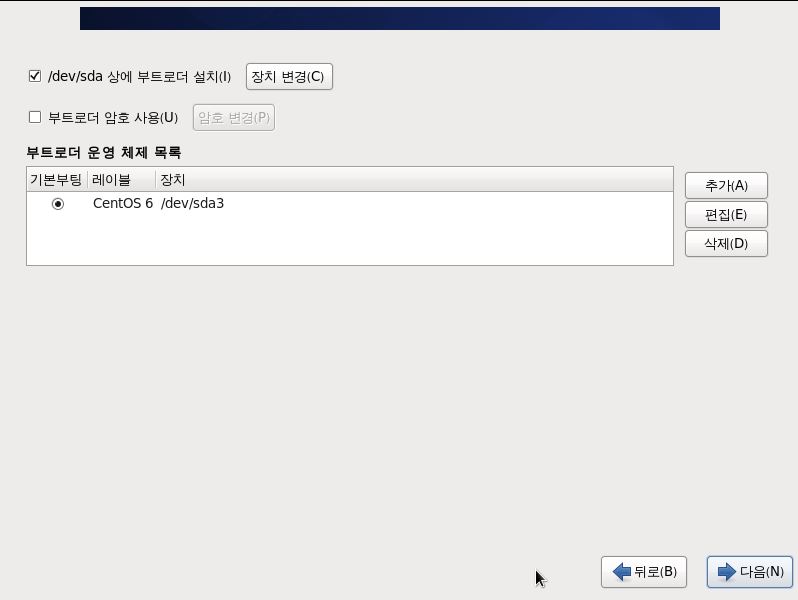 /dev/sda 상에 부트로더 설치(I) 장치 변경(C)
부트로더 암호 사용(U) 암호 변경(P)
부트로더 운영 체제 목록
기본부팅 레이블 장치
CentOS 6 /dev/sda3
추가(A)
편집(E)
삭제(D)
뒤로(B) 다음(N)